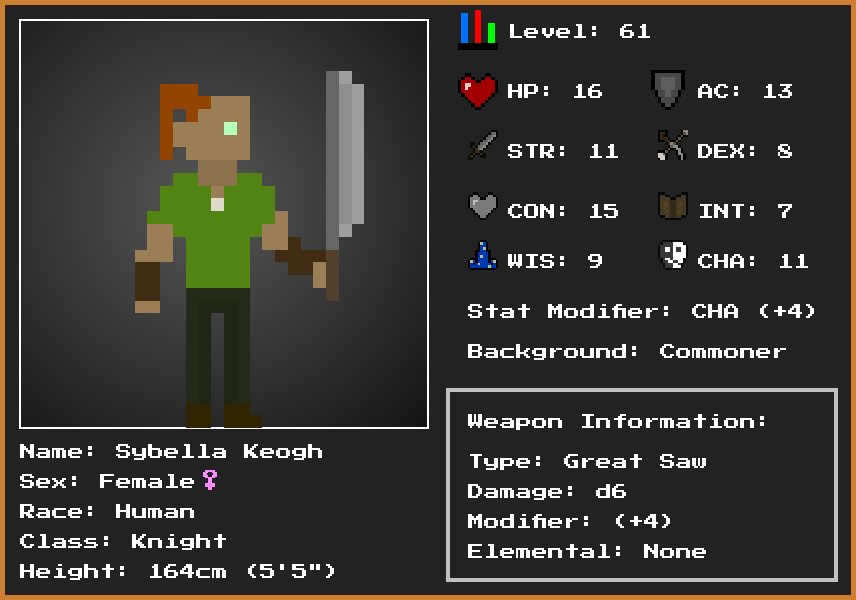 Level: 61
HP: 16 AC: 13
STR: 11 DEX: 8
CON: 15 INT: 7
WIS: 9 CHA: 11
Stat Modifier: CHA (+4)
Background: Commoner
Weapon Information:
Type: Great Saw
Damage: d6
Modifier: (+4)
Elemental: None
Name: Sybella Keogh
Sex: Female♀
Race: Human
Class: Knight
Height: 164cm (5'5")